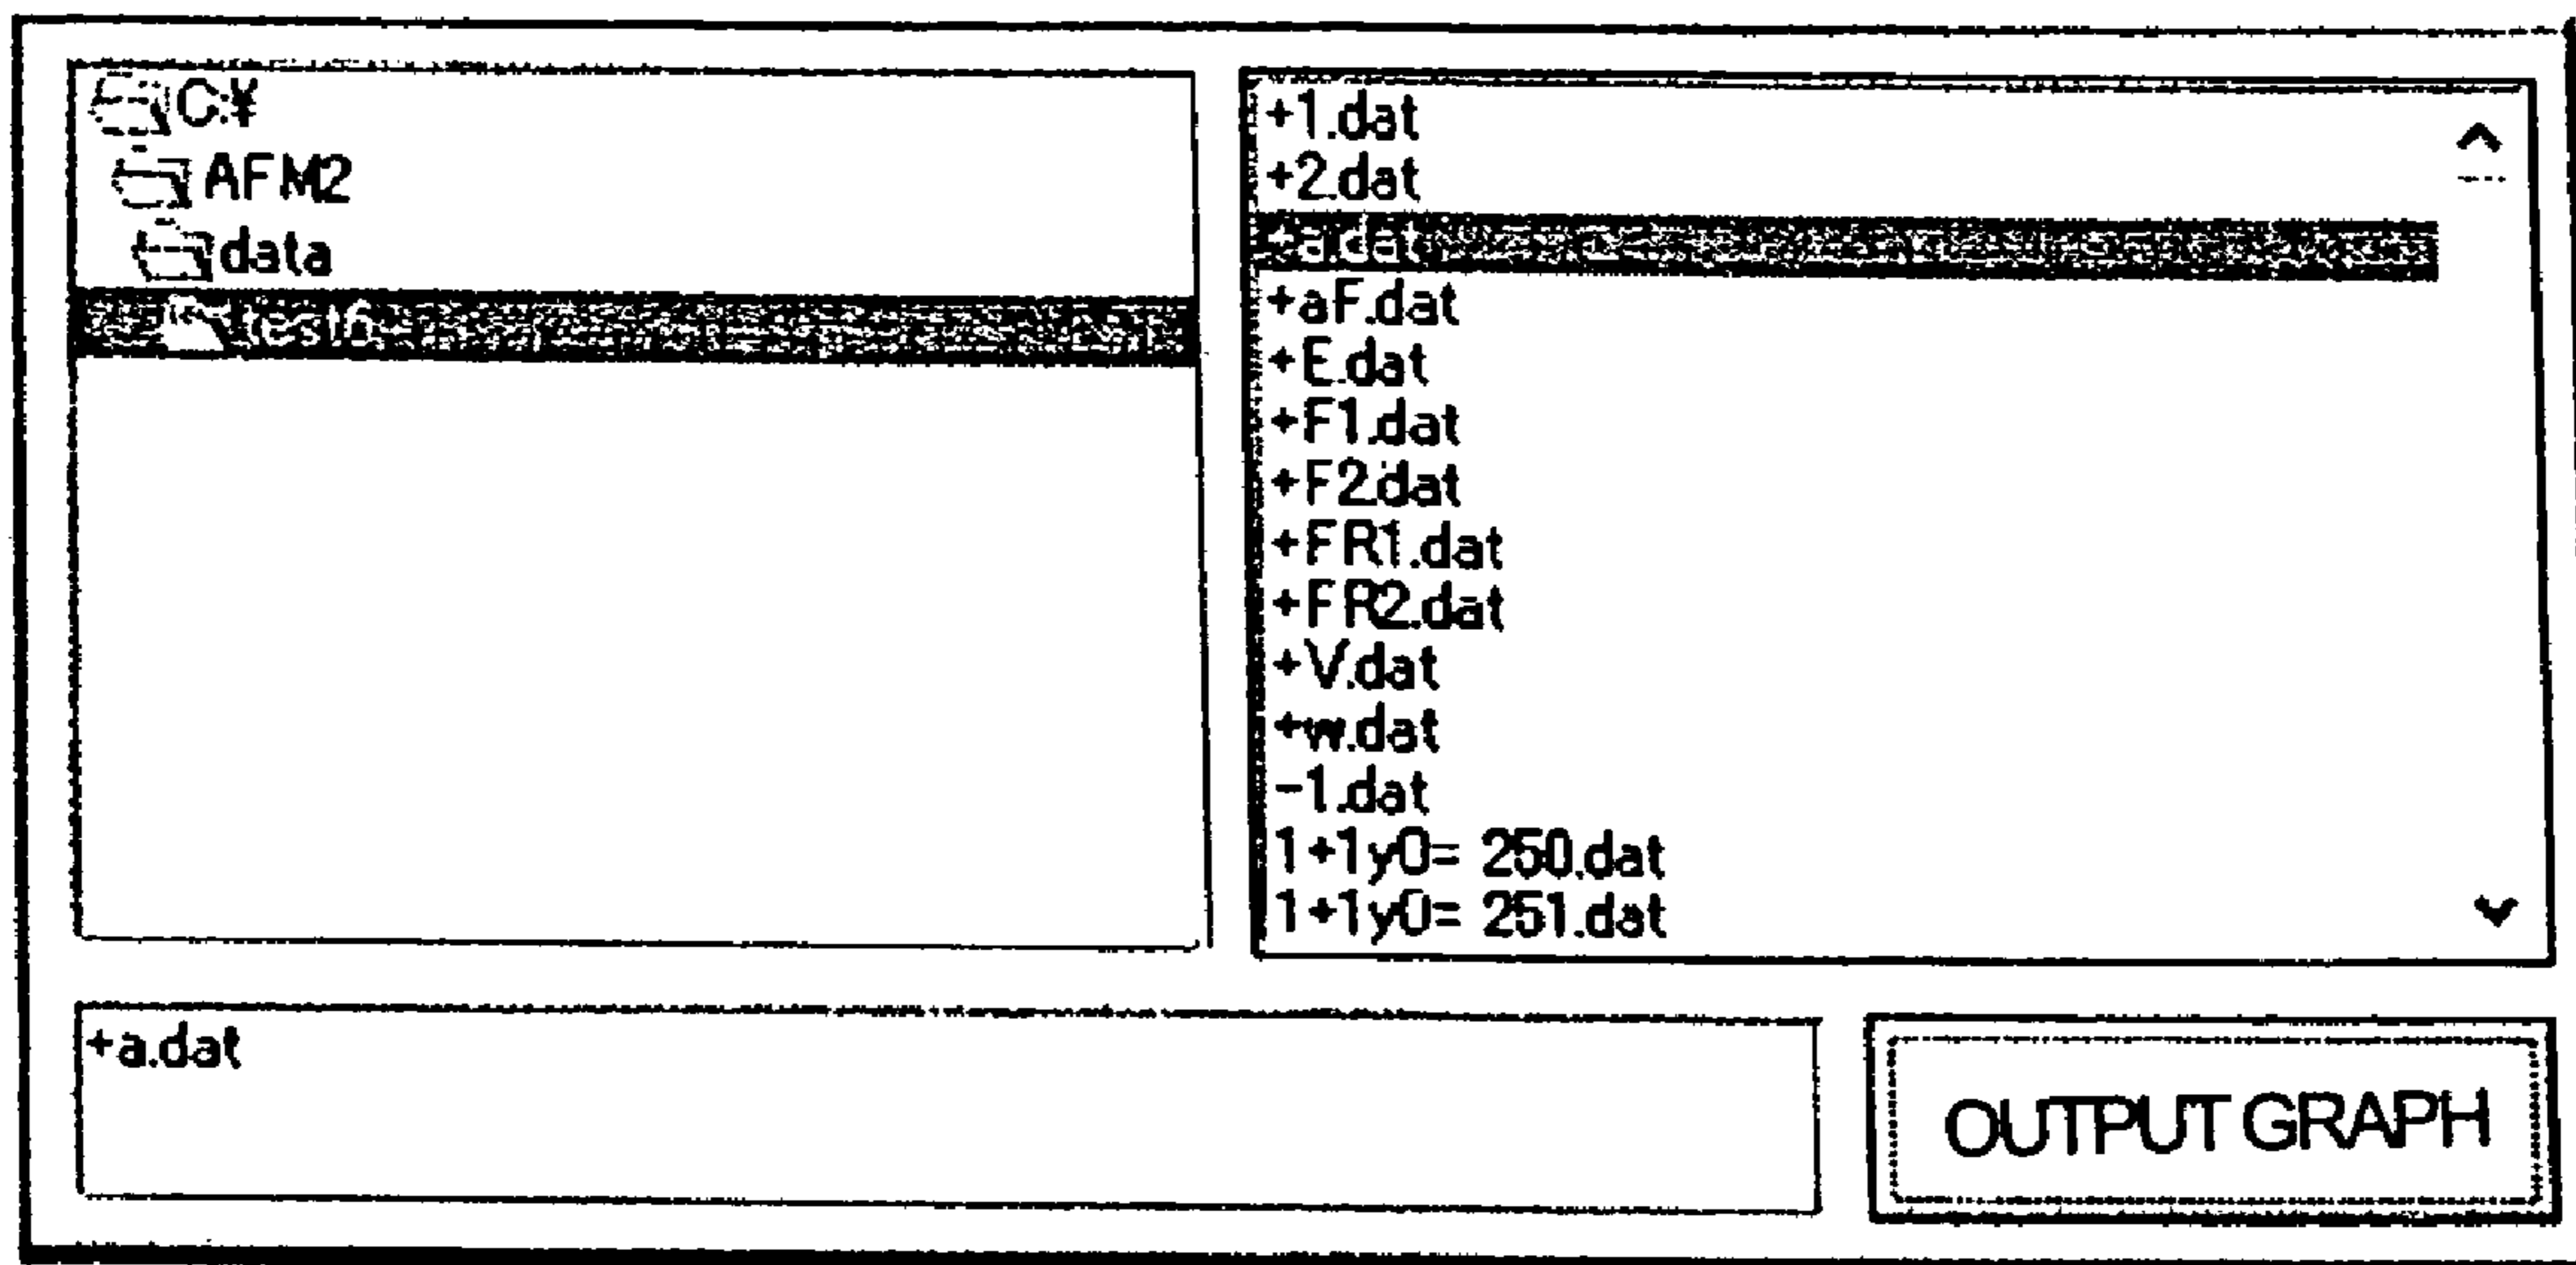 C:¥
AFM2
data
test6
+1.dat
+2.dat
+a.dat
+aF.dat
+E.dat
+F1.dat
+F2.dat
+FR1.dat
+FR2.dat
+V.dat
+w.dat
-1.dat
1+1y0= 250.dat
1+1y0= 251.dat
+a.dat
OUTPUT GRAPH